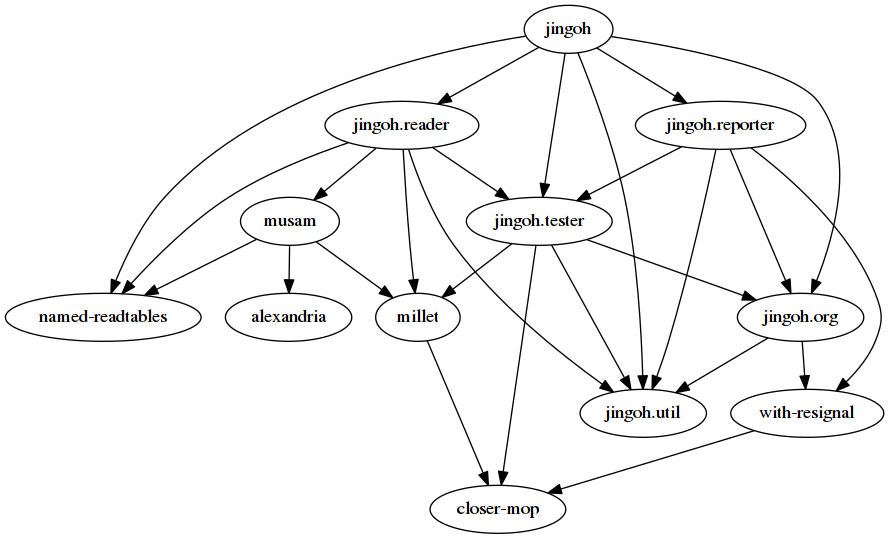 jingoh
jingoh.reader
jingoh.reporter
musam
jingoh.tester
named-readtables
alexandria
millet
jingoh.org
jingoh.util
with-resignal
closer-mop